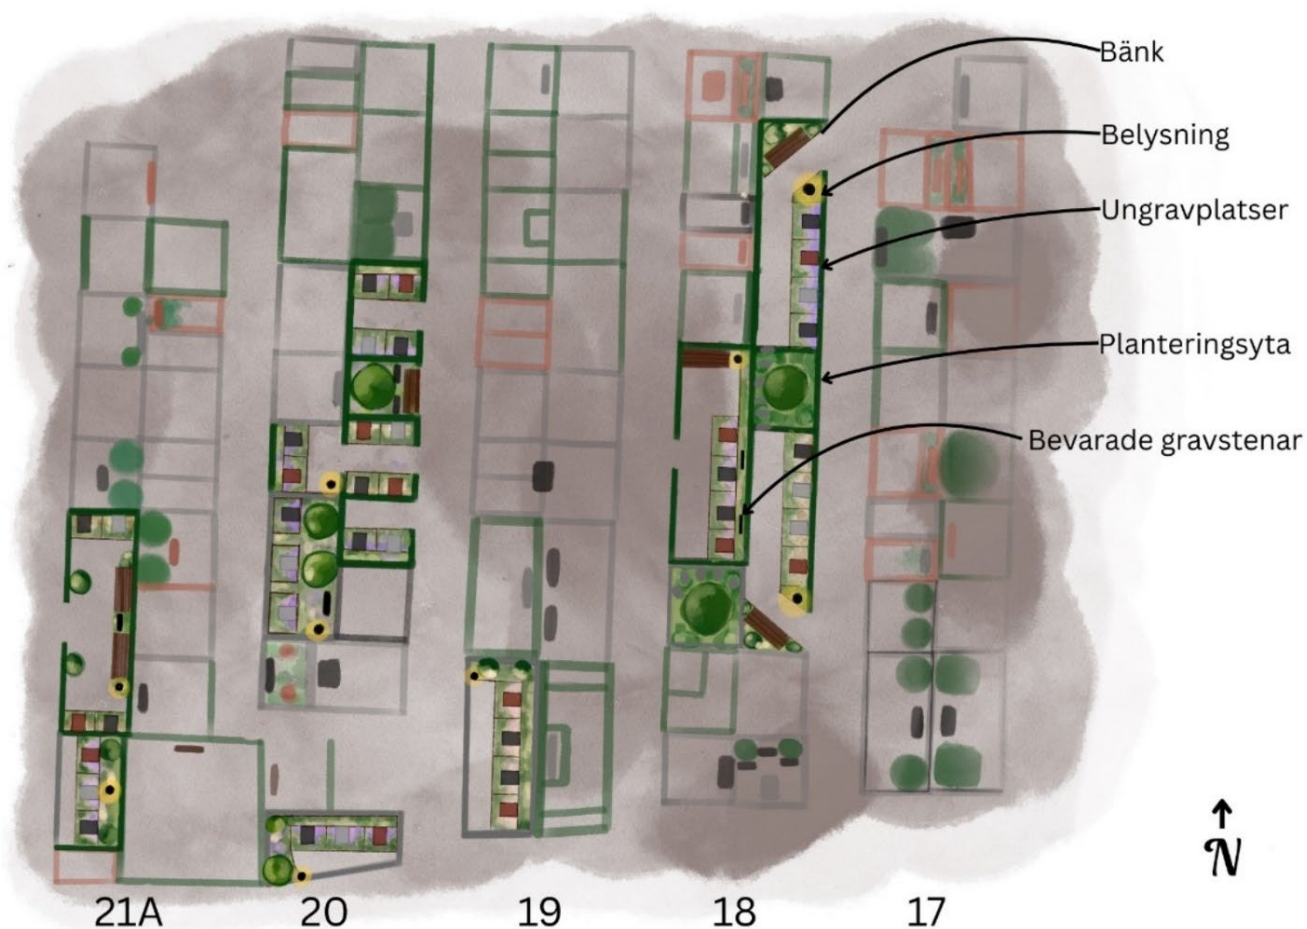 Bänk
Belysning
Ungravplatser
Planteringsyta
Bevarade gravstenar
N
21A 20 19 18 17